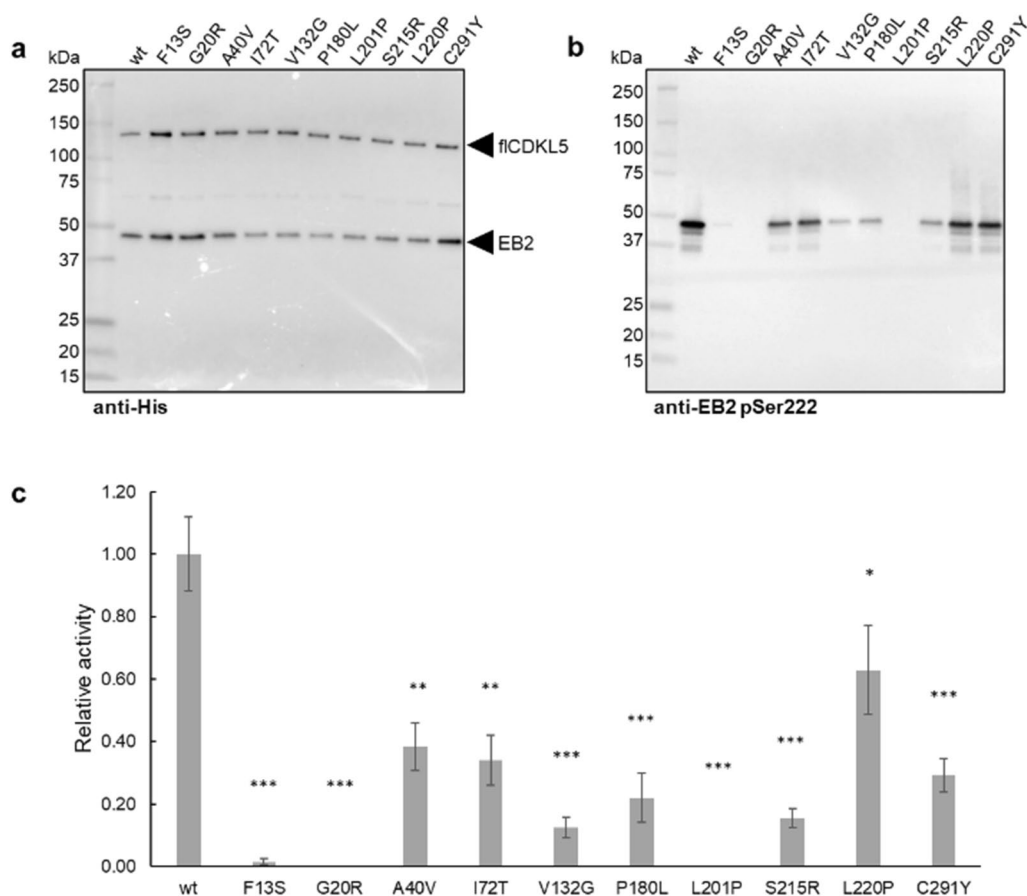 a
kDa
wt F13S G20R A40V I72T V132G P180L L201P S215R L220P C291Y
250
150
100
75
50
37
25
20
15
flCDKL5
EB2
anti-His
b
kDa
wt F13S G20R A40V I72T V132G P180L L201P S215R L220P C291Y
250
150
100
75
50
37
25
20
15
anti-EB2 pSer222
c
Relative activity
1.20
1.00
0.80
0.60
0.40
0.20
0.00
*** *** ** ** *** *** *** *** * ***
wt F13S G20R A40V I72T V132G P180L L201P S215R L220P C291Y